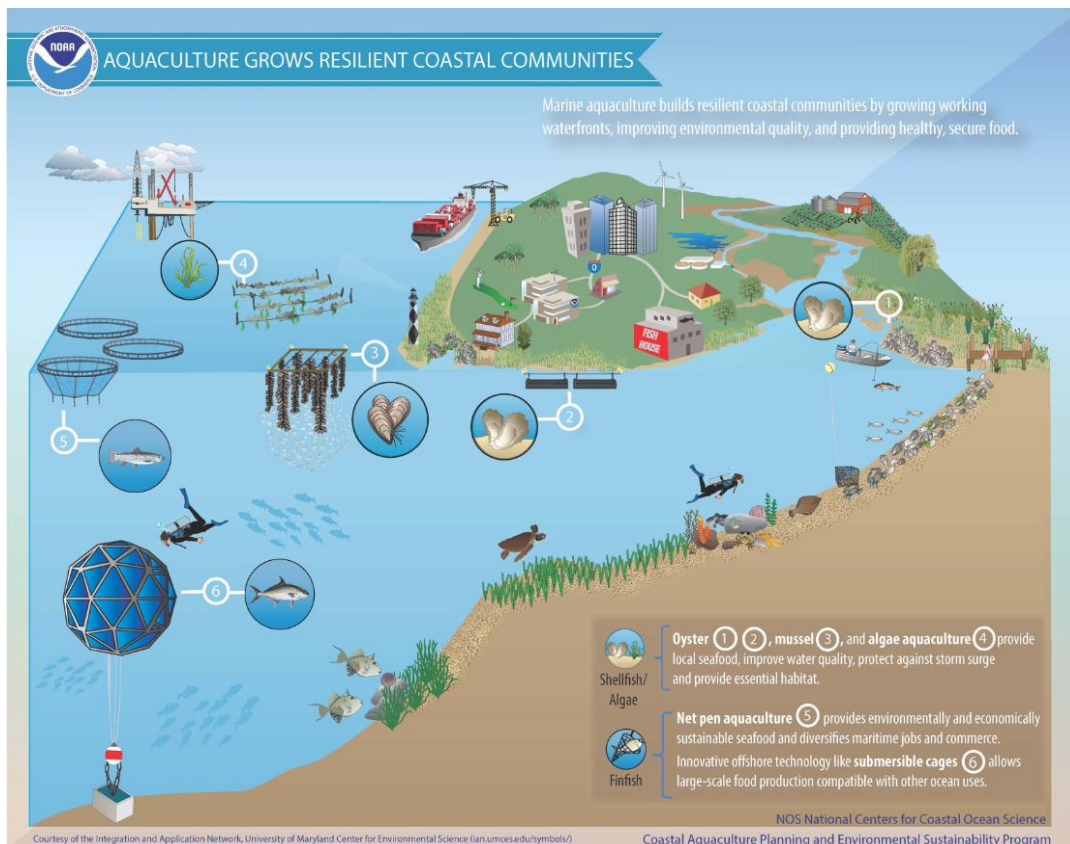 NOAA
AQUACULTURE GROWS RESILIENT COASTAL COMMUNITIES
Marine aquaculture builds resilient coastal communities by growing working
waterfronts, improving environmental quality, and providing healthy, secure food.
4
0
1
FISH
HOUSE
3
2
5
6
Oyster 1 2, mussel 3, and algae aquaculture 4 provide
local seafood, improve water quality, protect against storm surge
and provide essential habitat.
Shellfish/
Algae
Net pen aquaculture 5 provides environmentally and economically
sustainable seafood and diversifies maritime jobs and commerce.
Innovative offshore technology like submersible cages 6 allows
large-scale food production compatible with other ocean uses.
Finfish
NOS National Centers for Coastal Ocean Science
Courtesy of the Integration and Application Network, University of Maryland Center for Environmental Science (ian.umces.edu/symbols/)
Coastal Aquaculture Planning and Environmental Sustainability Program